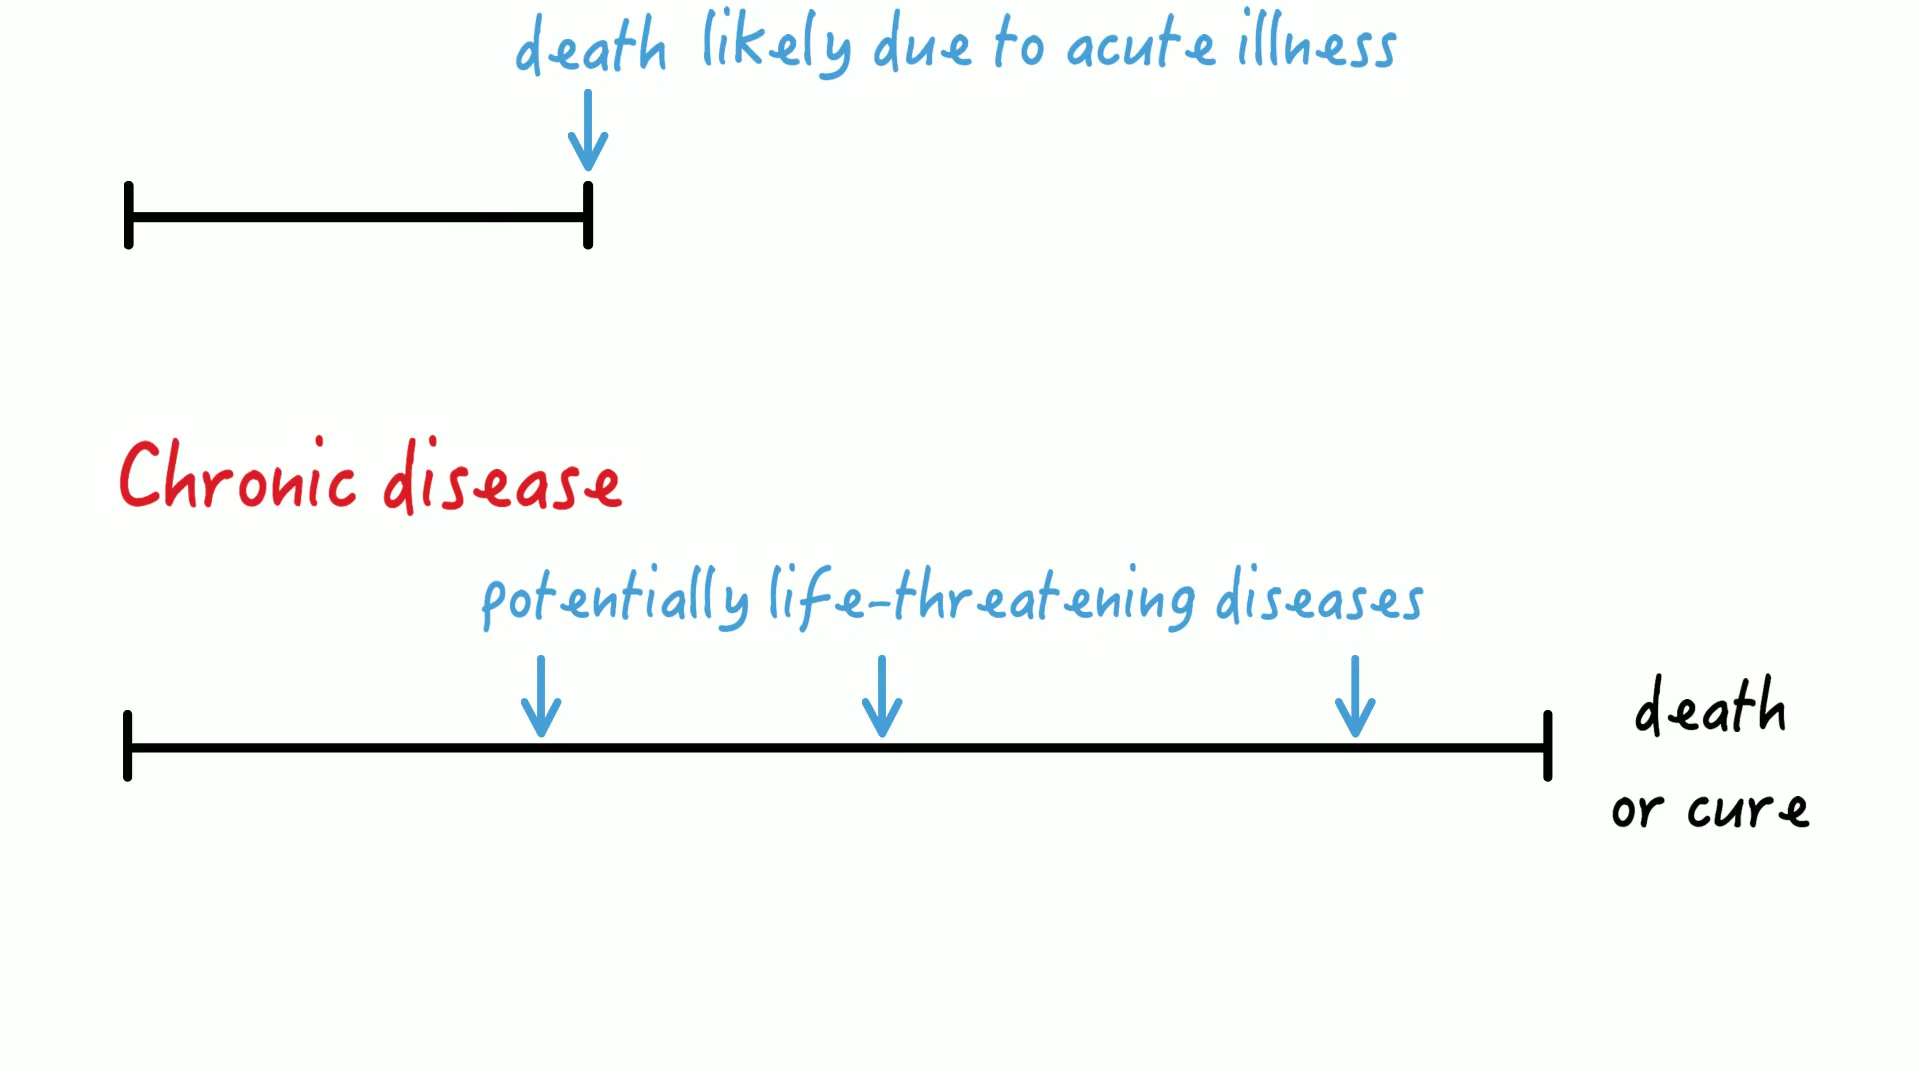 death likely due to acute illness
Chronic disease
potentially life-threatening diseases
death
or cure